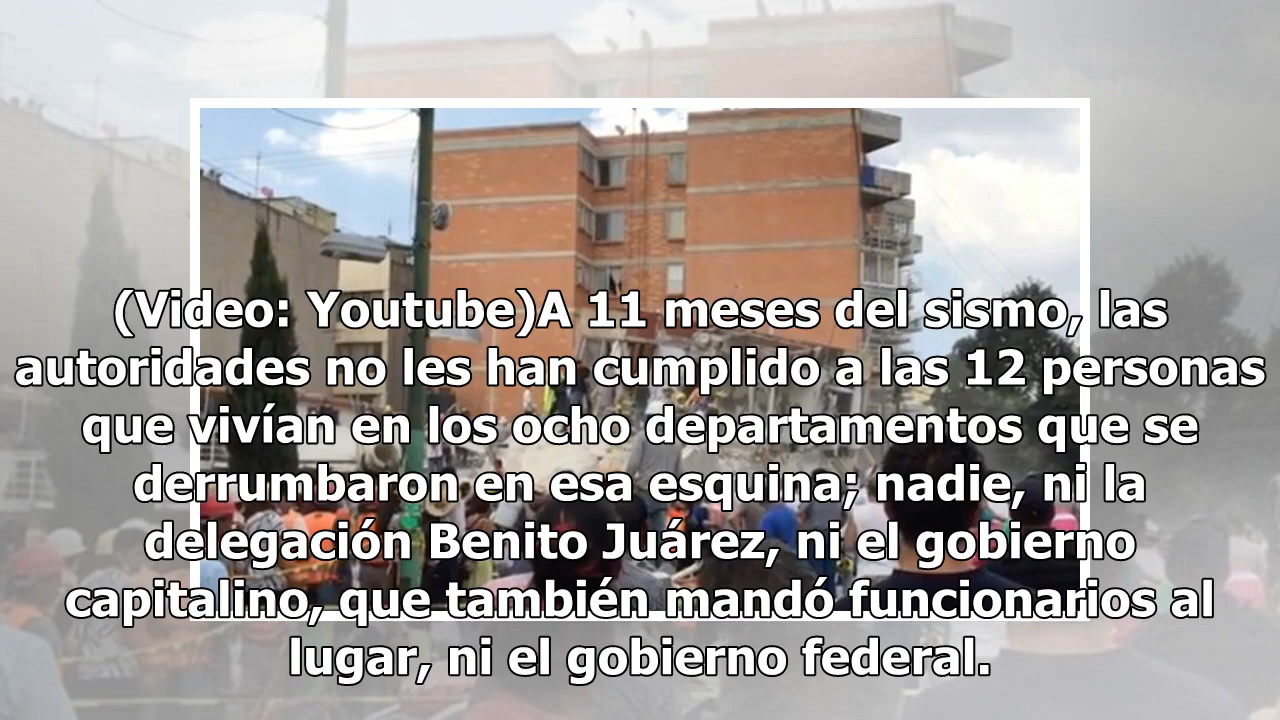 (Video: Youtube)A 11 meses del sismo, las
autoridades no les han cumplido a las 12 personas
que vivían en los ocho departamentos que se
derrumbaron en esa esquina; nadie, ni la
delegación Benito Juárez, ni el gobierno
capitalino, que también mandó funcionarios al
lugar, ni el gobierno federal.